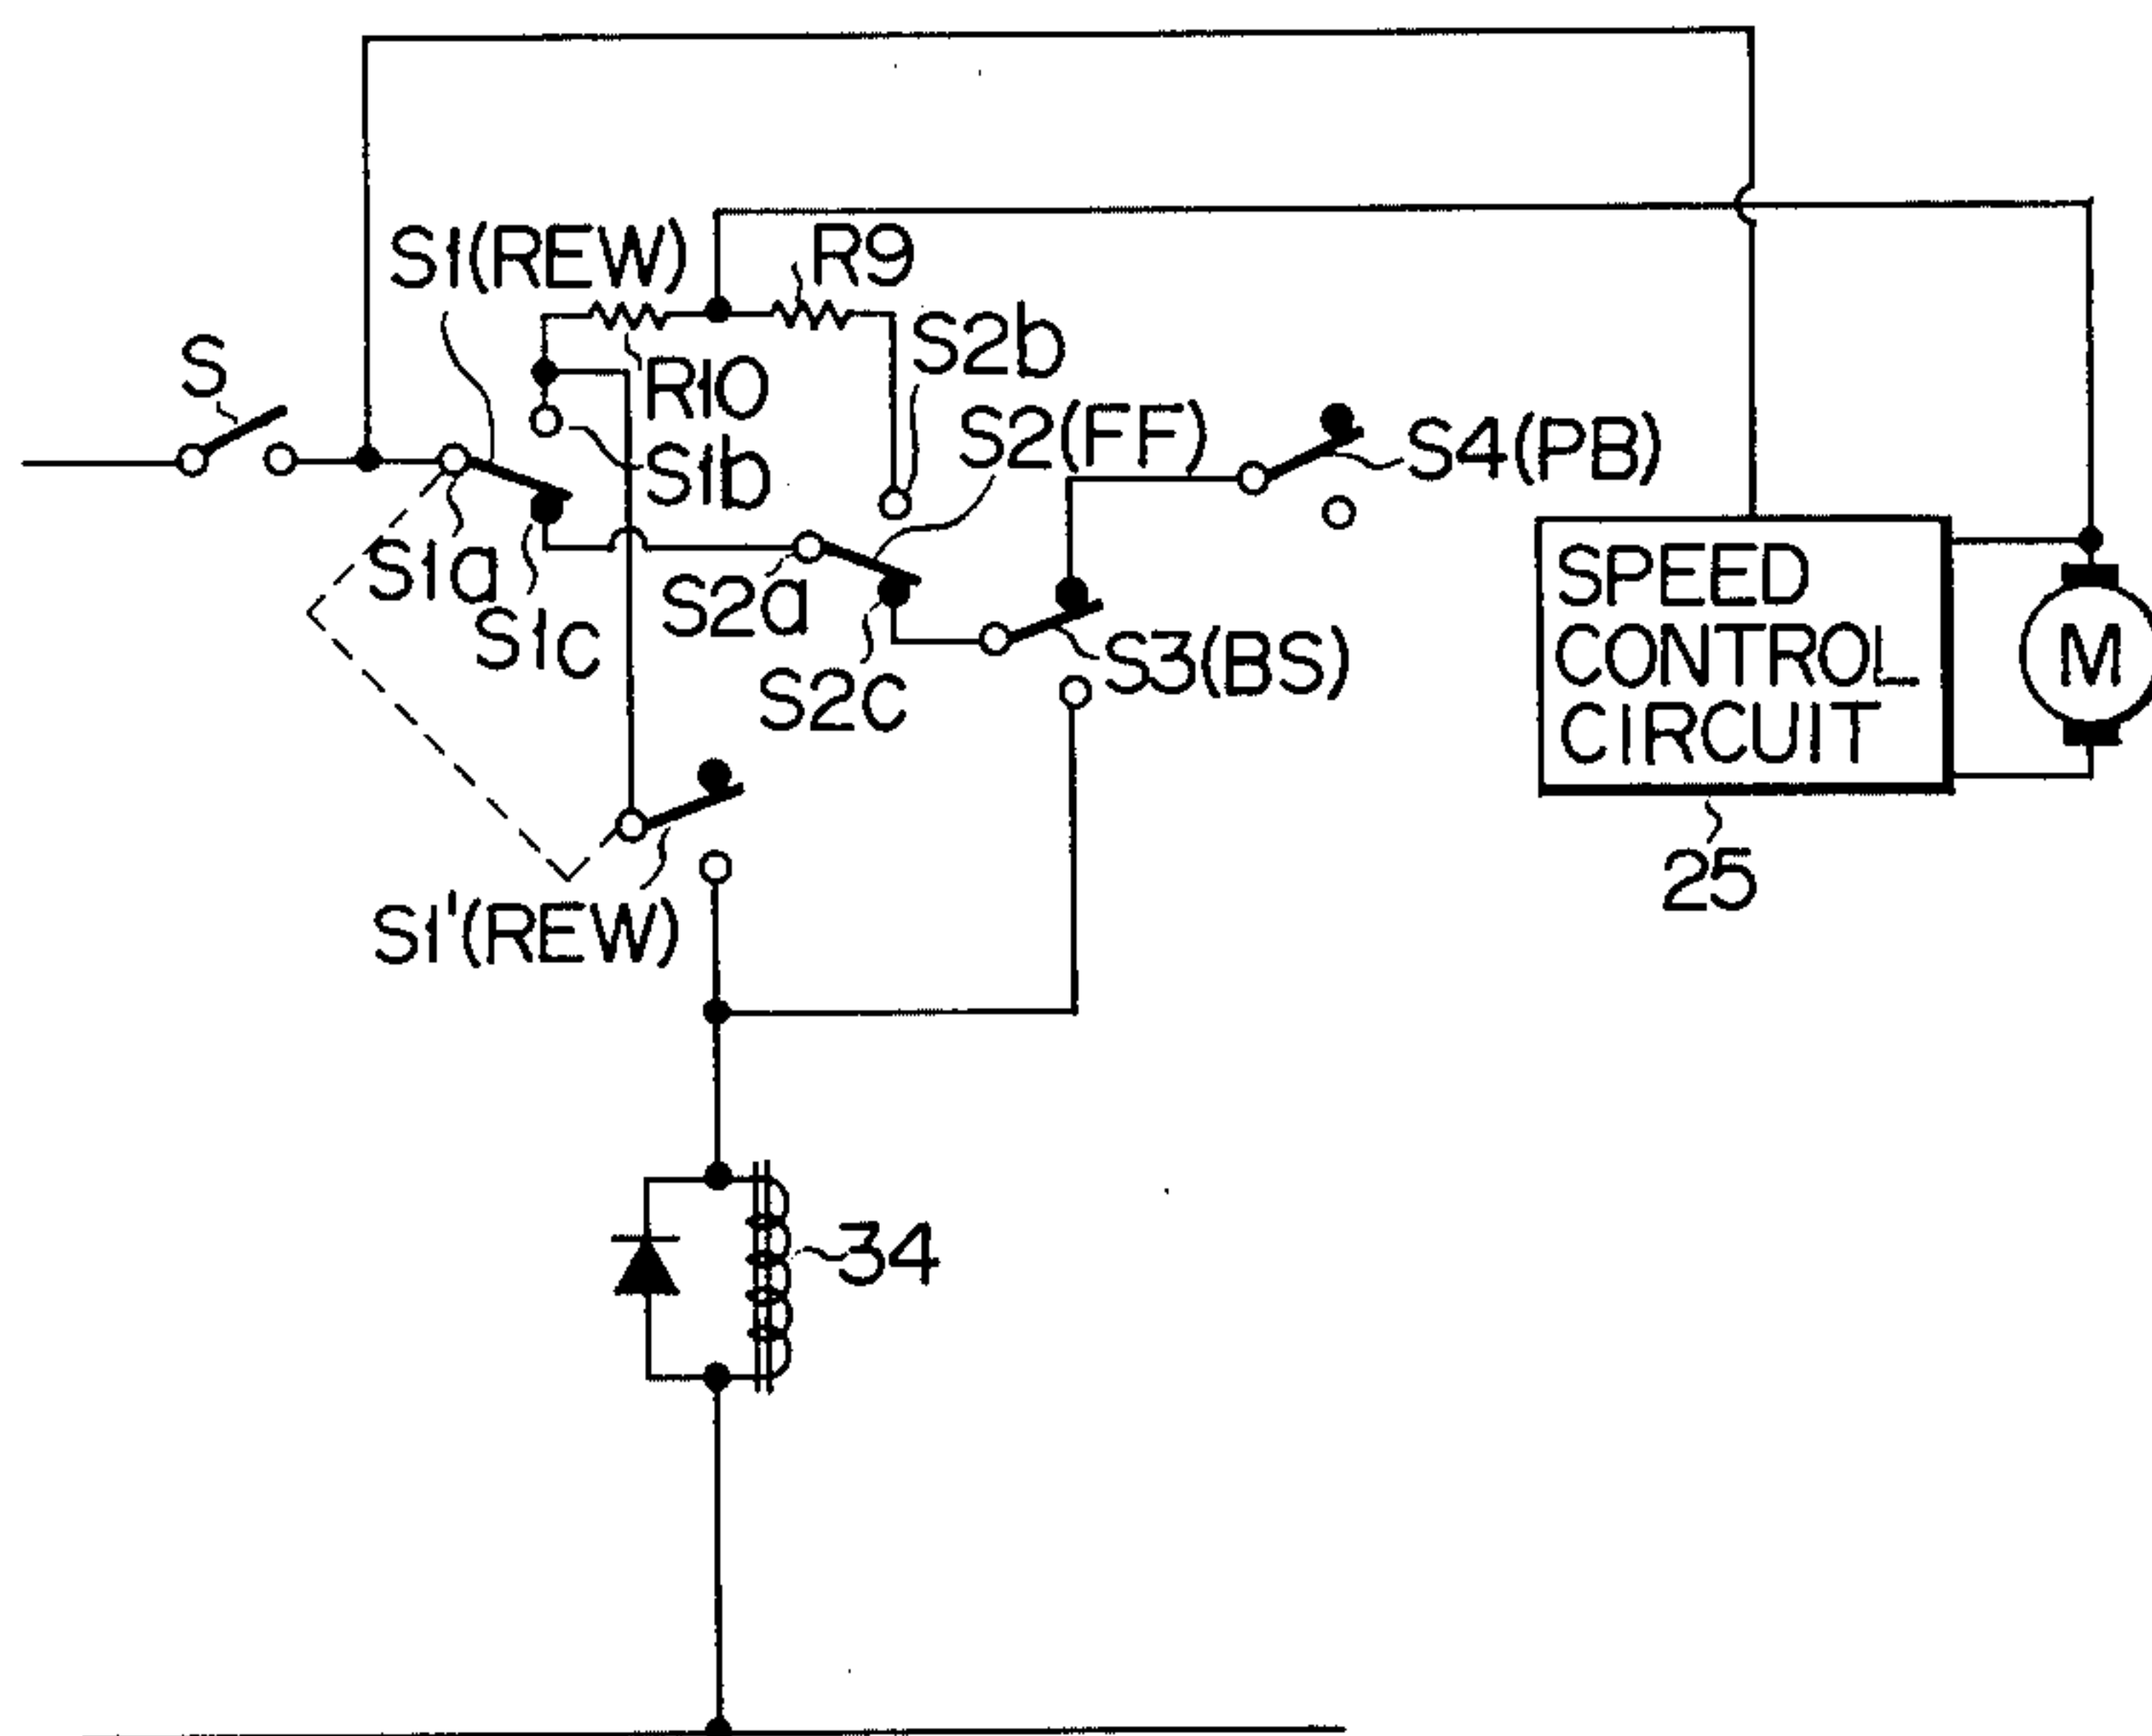 S1(REW)
R9
S
R10
S2b
S2(FF)
S4(PB)
S1b
S1a
S1c
S2a
S2c
S3(BS)
SPEED
CONTROL
CIRCUIT
M
25
S1'(REW)
34